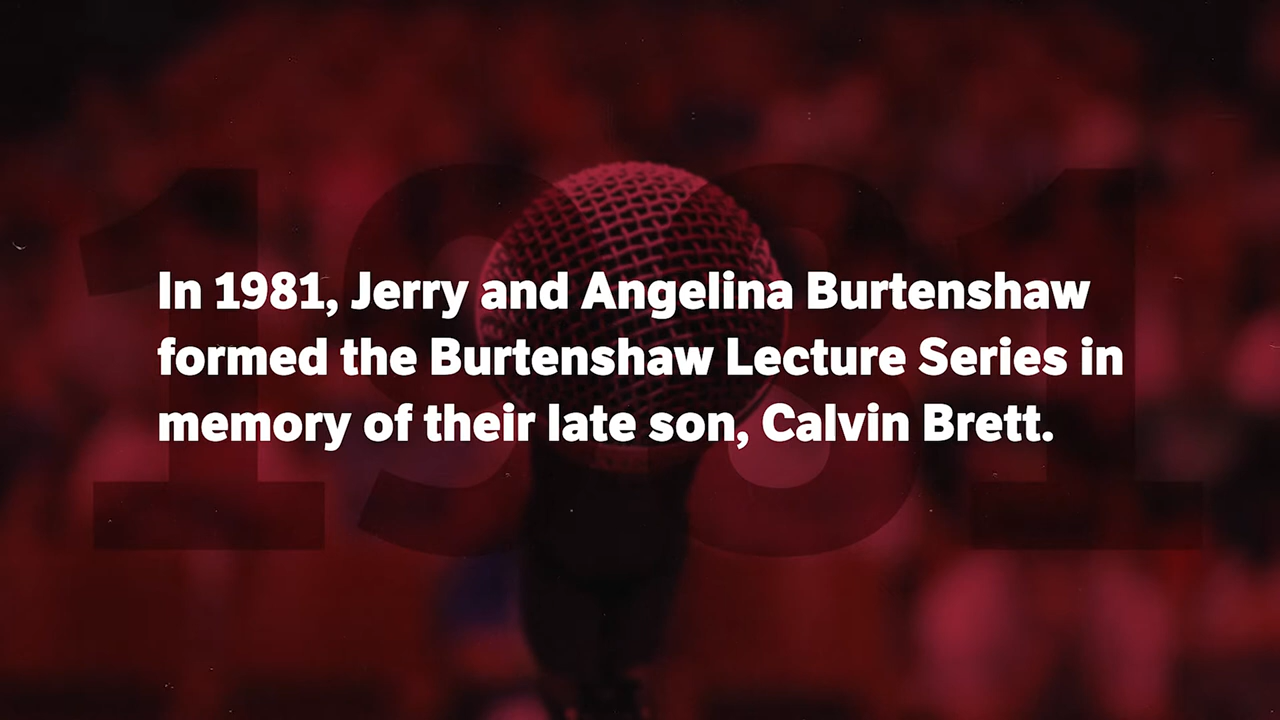 1981
In 1981, Jerry and Angelina Burtenshaw
formed the Burtenshaw Lecture Series in
memory of their late son, Calvin Brett.